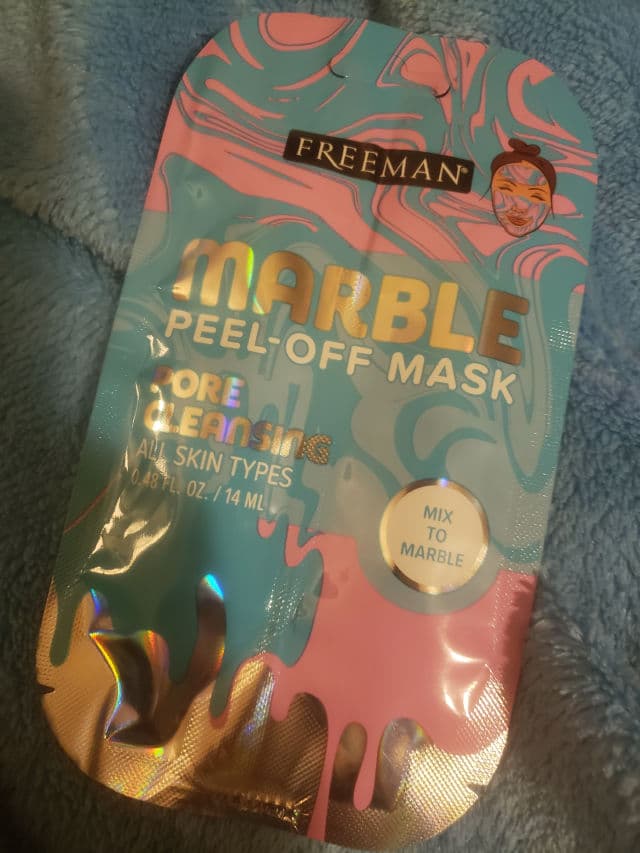 FREEMAN®
MARBLE
PEEL-OFF MASK
PORE
CLEANSING
ALL SKIN TYPES
0.48 FL. OZ. / 14 ML
MIX
TO
MARBLE